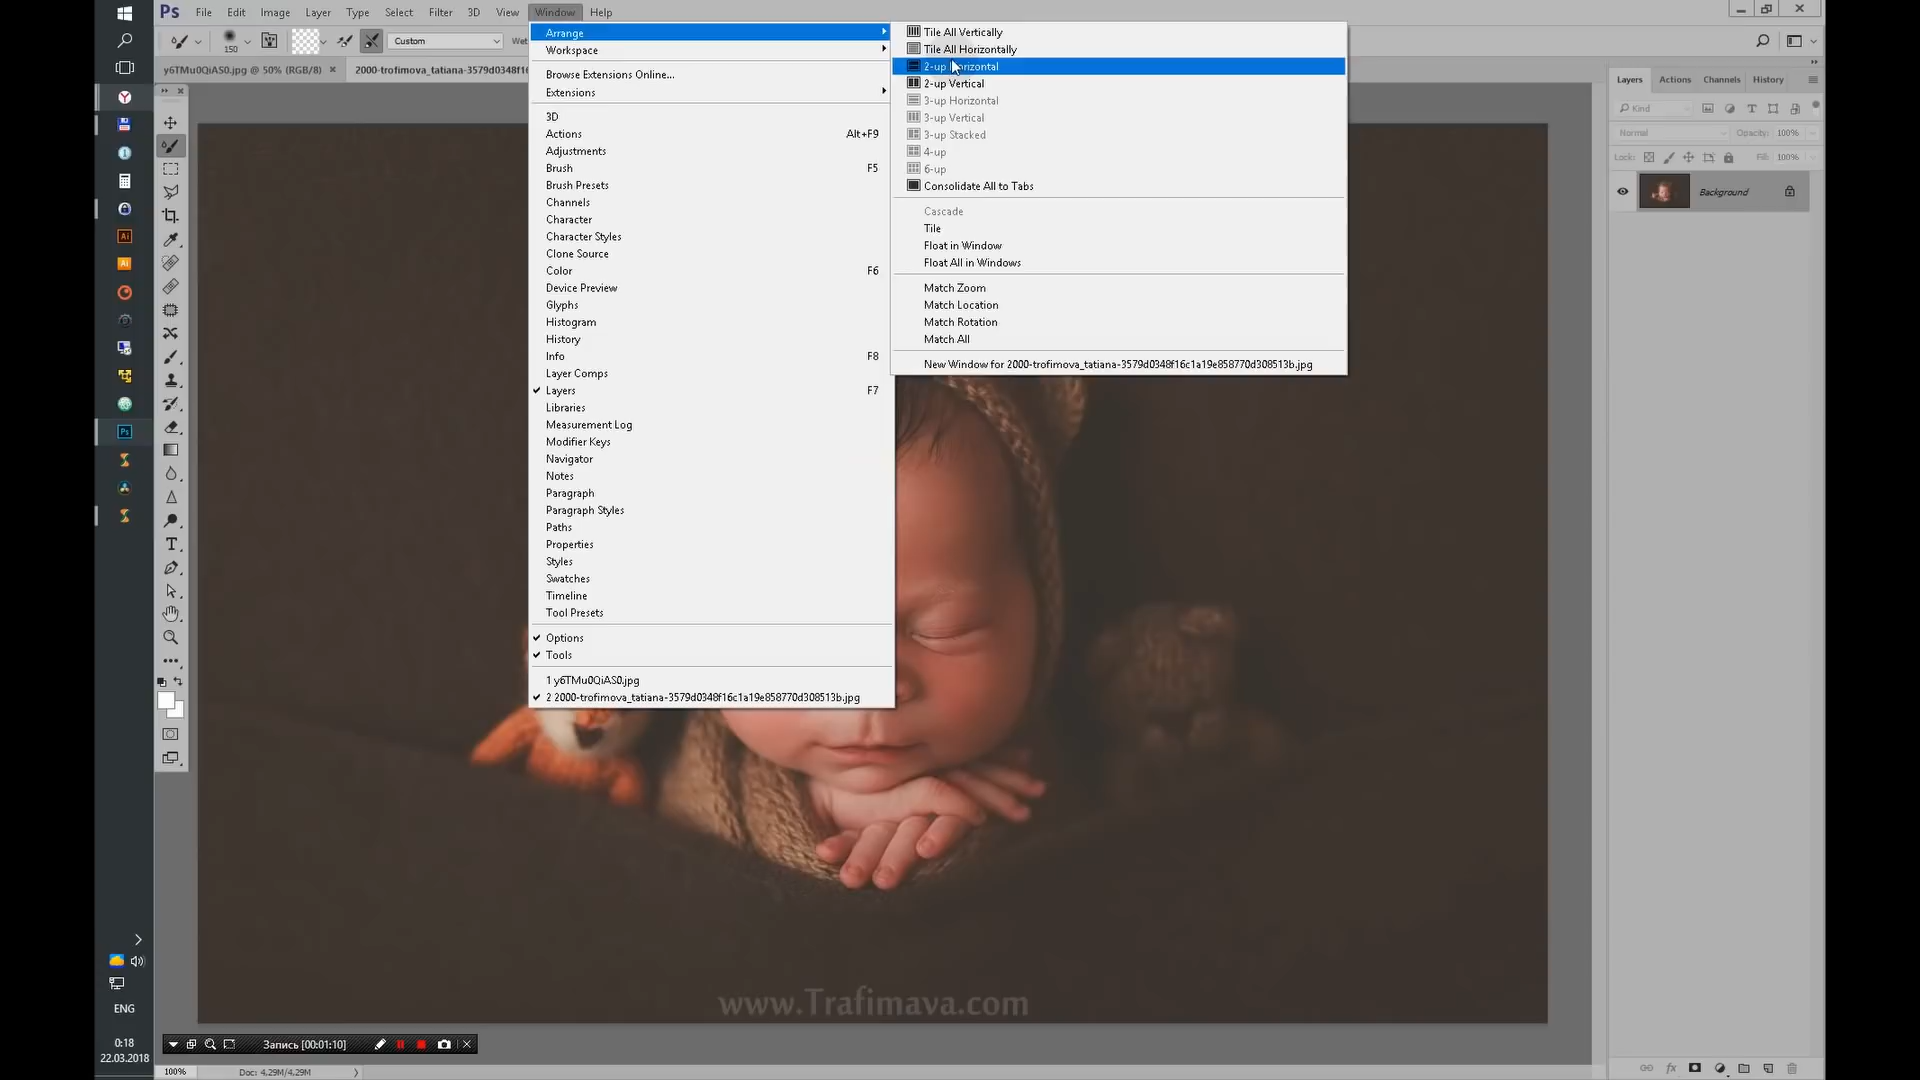 Ps File Edit Image Layer Type Select Filter 3D View Window Help
150 Custom Wet
y6TMu0QiAS0.jpg @ 50% (RGB/8) × 2000-trofimova_tatiana-3579d0348f1
Arrange
Workspace
Browse Extensions Online...
Extensions
3D
Actions Alt+F9
Adjustments
Brush F5
Brush Presets
Channels
Character
Character Styles
Clone Source
Color F6
Device Preview
Glyphs
Histogram
History
Info F8
Layer Comps
Layers F7
Libraries
Measurement Log
Modifier Keys
Navigator
Notes
Paragraph
Paragraph Styles
Paths
Properties
Styles
Swatches
Timeline
Tool Presets
Options
Tools
1 y6TMu0QiAS0.jpg
2 2000-trofimova_tatiana-3579d0348f16c1a19e858770d308513b.jpg
Tile All Vertically
Tile All Horizontally
2-up Horizontal
2-up Vertical
3-up Horizontal
3-up Vertical
3-up Stacked
4-up
6-up
Consolidate All to Tabs
Cascade
Tile
Float in Window
Float All in Windows
Match Zoom
Match Location
Match Rotation
Match All
New Window for 2000-trofimova_tatiana-3579d0348f16c1a19e858770d308513b.jpg
Layers Actions Channels History
Kind
Normal Opacity: 100%
Lock: Fill: 100%
Background
Ai
Ai
Ps
www.Trafimava.com
ENG
0:18
22.03.2018
Запись [00:01:10]
100% Doc: 4,29M/4,29M